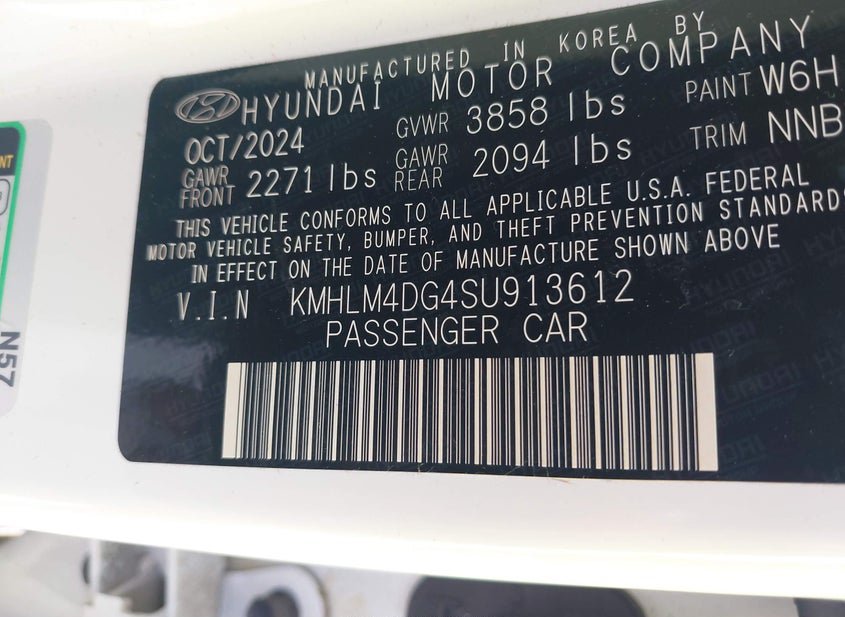 MANUFACTURED IN KOREA BY
HYUNDAI MOTOR COMPANY
OCT/2024 GVWR 3858 lbs PAINT W6H
GAWR FRONT 2271 lbs GAWR REAR 2094 lbs TRIM NNB
THIS VEHICLE CONFORMS TO ALL APPLICABLE U.S.A. FEDERAL
MOTOR VEHICLE SAFETY, BUMPER, AND THEFT PREVENTION STANDARDS
IN EFFECT ON THE DATE OF MANUFACTURE SHOWN ABOVE
V.I.N KMHLM4DG4SU913612
PASSENGER CAR
NT
N57